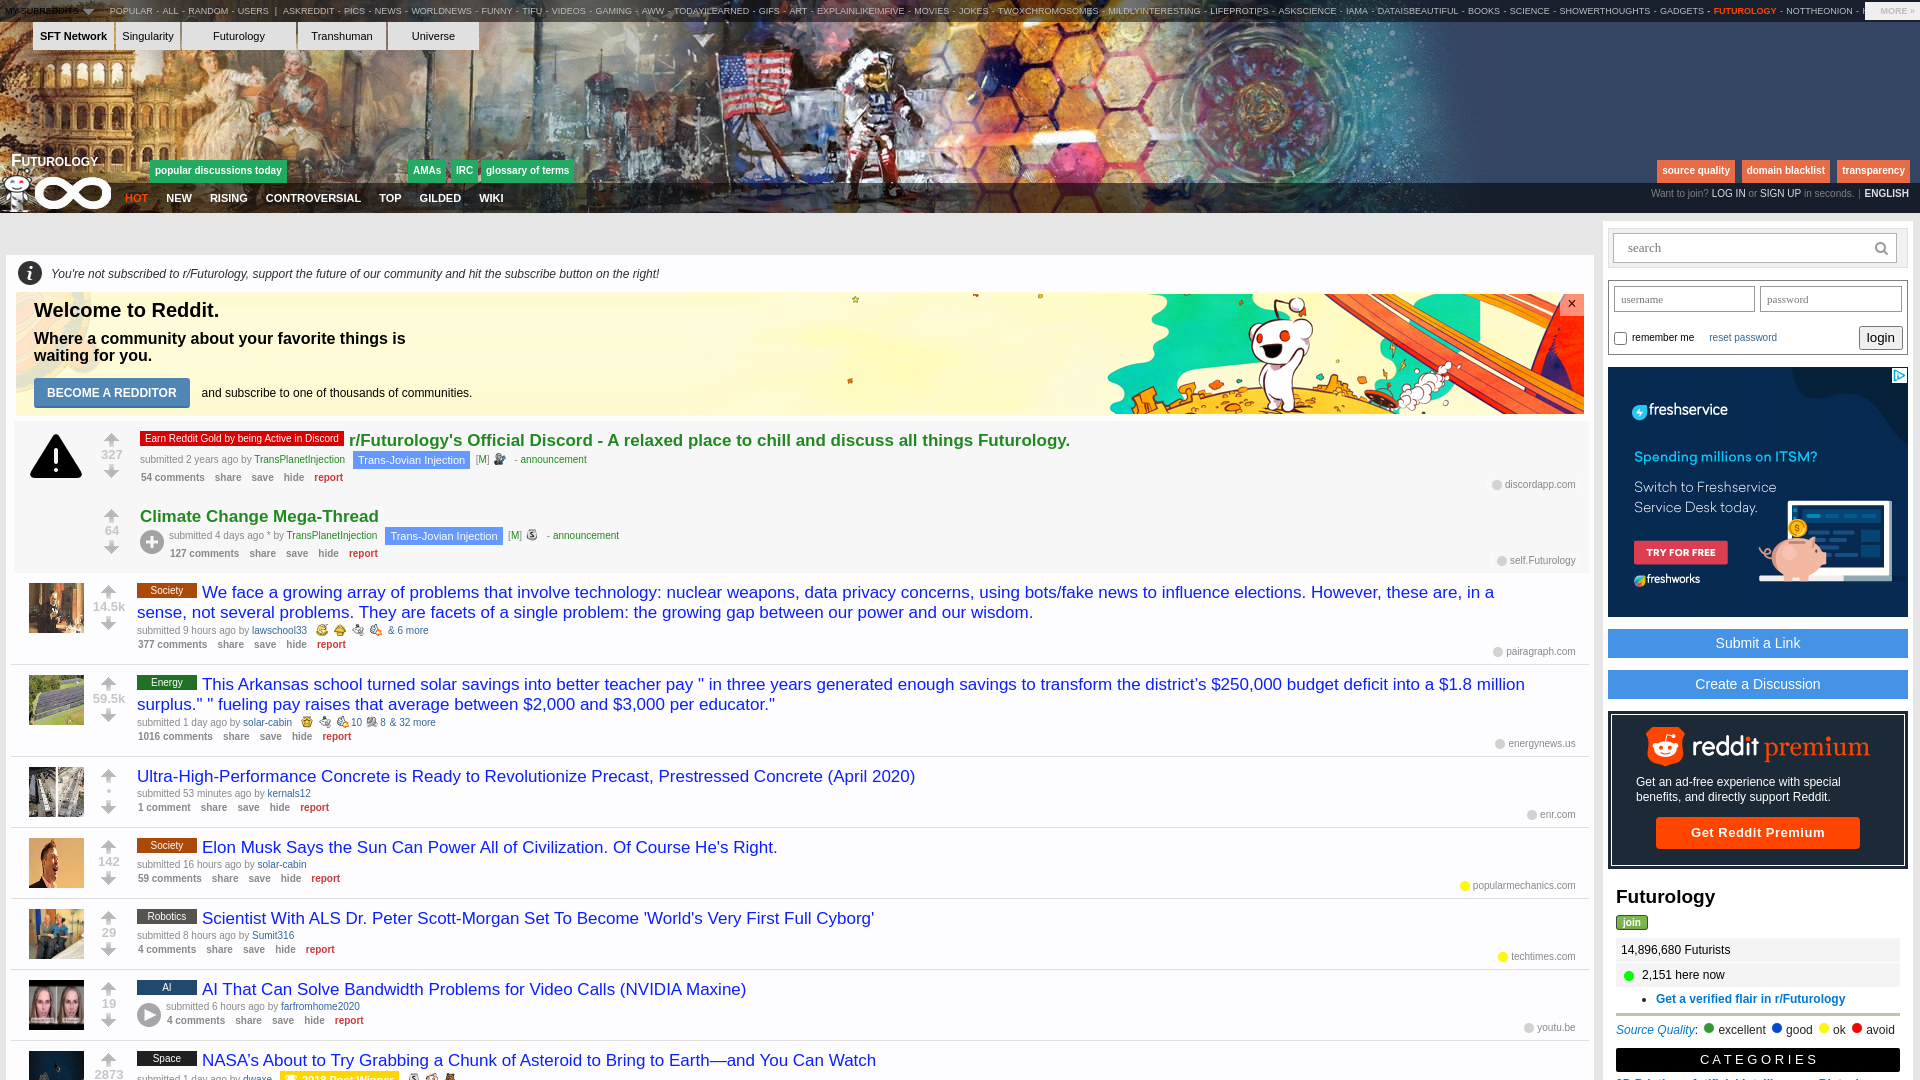 MY SUBREDDITS POPULAR - ALL - RANDOM - USERS | ASKREDDIT - PICS - NEWS - WORLDNEWS - FUNNY - TIFU - VIDEOS - GAMING - AWW - TODAYILEARNED - GIFS - ART - EXPLAINLIKEIMFIVE - MOVIES - JOKES - TWOXCHROMOSOMES - MILDLYINTERESTING - LIFEPROTIPS - ASKSCIENCE - IAMA - DATAISBEAUTIFUL - BOOKS - SCIENCE - SHOWERTHOUGHTS - GADGETS - FUTUROLOGY - NOTTHEONION - MORE »
SFT Network Singularity Futurology Transhuman Universe
FUTUROLOGY
popular discussions today AMAs IRC glossary of terms source quality domain blacklist transparency
HOT NEW RISING CONTROVERSIAL TOP GILDED WIKI
Want to join? LOG IN or SIGN UP in seconds. | ENGLISH
You're not subscribed to r/Futurology, support the future of our community and hit the subscribe button on the right!
Welcome to Reddit.
Where a community about your favorite things is
waiting for you.
BECOME A REDDITOR and subscribe to one of thousands of communities.
×
327
Earn Reddit Gold by being Active in Discord r/Futurology's Official Discord - A relaxed place to chill and discuss all things Futurology.
submitted 2 years ago by TransPlanetInjection Trans-Jovian Injection [M] - announcement
54 comments share save hide report
discordapp.com
64
Climate Change Mega-Thread
submitted 4 days ago * by TransPlanetInjection Trans-Jovian Injection [M] - announcement
127 comments share save hide report
self.Futurology
14.5k
Society We face a growing array of problems that involve technology: nuclear weapons, data privacy concerns, using bots/fake news to influence elections. However, these are, in a
sense, not several problems. They are facets of a single problem: the growing gap between our power and our wisdom.
submitted 9 hours ago by lawschool33 & 6 more
377 comments share save hide report
pairagraph.com
59.5k
Energy This Arkansas school turned solar savings into better teacher pay " in three years generated enough savings to transform the district’s $250,000 budget deficit into a $1.8 million
surplus." " fueling pay raises that average between $2,000 and $3,000 per educator."
submitted 1 day ago by solar-cabin 10 8 & 32 more
1016 comments share save hide report
energynews.us
•
Ultra-High-Performance Concrete is Ready to Revolutionize Precast, Prestressed Concrete (April 2020)
submitted 53 minutes ago by kernals12
1 comment share save hide report
enr.com
142
Society Elon Musk Says the Sun Can Power All of Civilization. Of Course He's Right.
submitted 16 hours ago by solar-cabin
59 comments share save hide report
popularmechanics.com
29
Robotics Scientist With ALS Dr. Peter Scott-Morgan Set To Become 'World's Very First Full Cyborg'
submitted 8 hours ago by Sumit316
4 comments share save hide report
techtimes.com
19
AI AI That Can Solve Bandwidth Problems for Video Calls (NVIDIA Maxine)
submitted 6 hours ago by farfromhome2020
4 comments share save hide report
youtu.be
2873
Space NASA’s About to Try Grabbing a Chunk of Asteroid to Bring to Earth—and You Can Watch
submitted 1 day ago by dwaxe 2018 Post Winner
search
username password
remember me reset password login
freshservice
Spending millions on ITSM?
Switch to Freshservice
Service Desk today.
TRY FOR FREE
freshworks
Submit a Link
Create a Discussion
reddit premium
Get an ad-free experience with special
benefits, and directly support Reddit.
Get Reddit Premium
Futurology
join
14,896,680 Futurists
2,151 here now
• Get a verified flair in r/Futurology
Source Quality: excellent good ok avoid
CATEGORIES